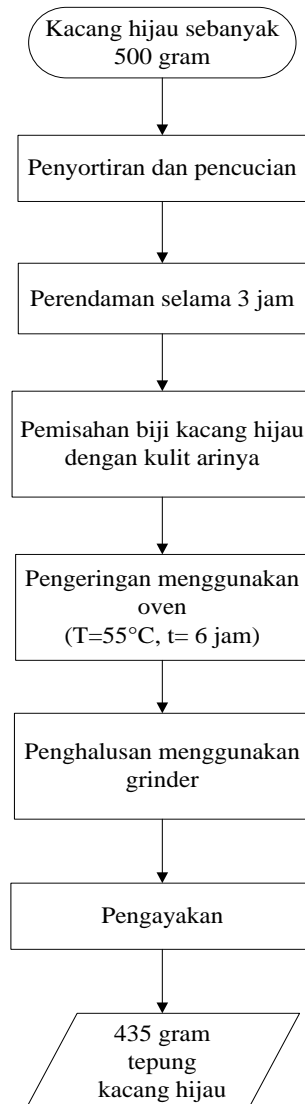 Kacang hijau sebanyak
500 gram
Penyortiran dan pencucian
Perendaman selama 3 jam
Pemisahan biji kacang hijau
dengan kulit arinya
Pengeringan menggunakan
oven
(T=55°C, t= 6 jam)
Penghalusan menggunakan
grinder
Pengayakan
435 gram
tepung
kacang hijau